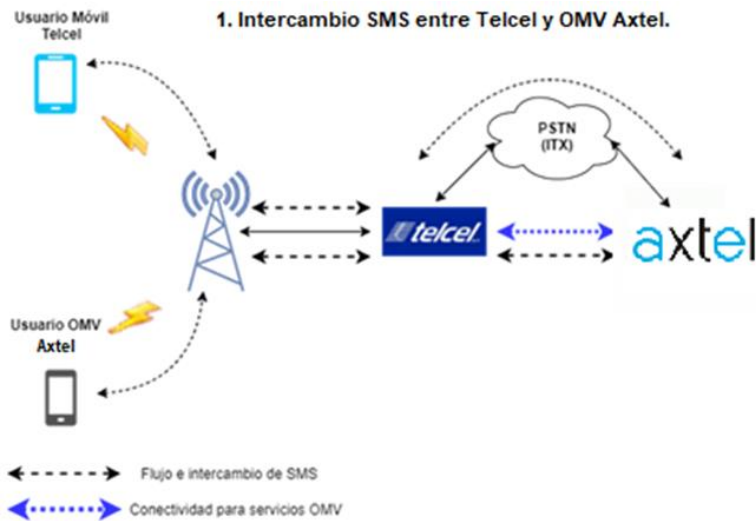 1. Intercambio SMS entre Telcel y OMV Axtel.
Usuario Móvil
Telcel
PSTN
(ITX)
telcel
axtel
Usuario OMV
Axtel
Flujo e intercambio de SMS
Conectividad para servicios OMV